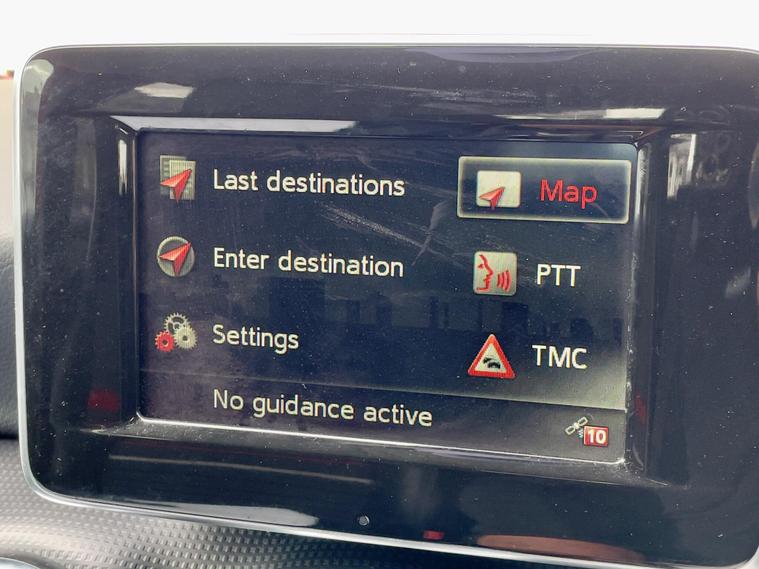 Last destinations
Map
Enter destination
PTT
Settings
TMC
No guidance active
10